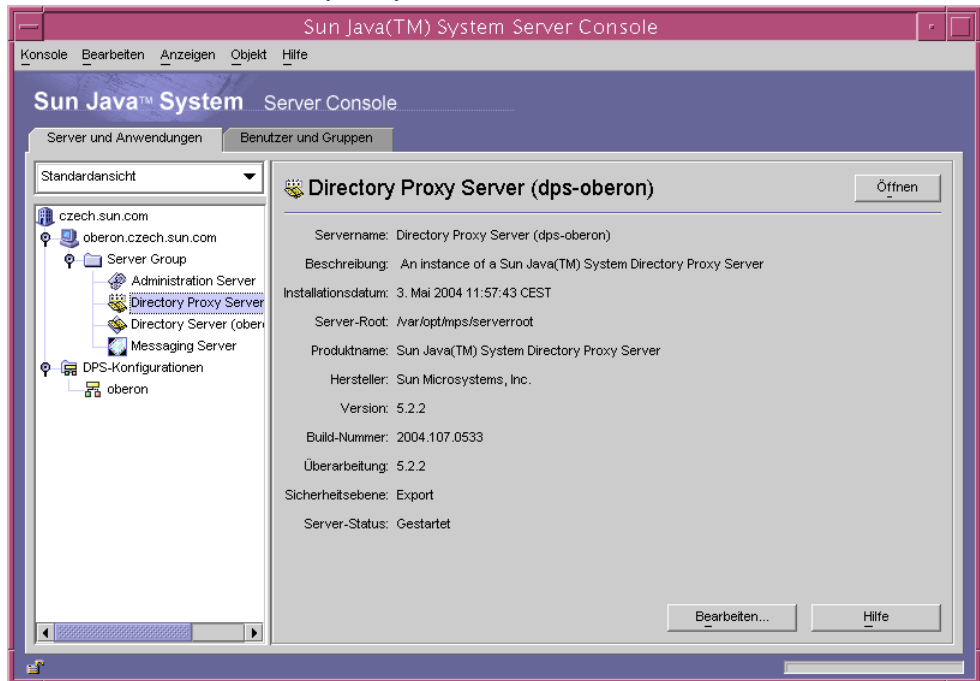 Sun Java(TM) System Server Console
Konsole Bearbeiten Anzeigen Objekt Hilfe
Sun Java™ System Server Console
Server und Anwendungen Benutzer und Gruppen
Standardansicht
czech.sun.com
oberon.czech.sun.com
Server Group
Administration Server
Directory Proxy Server
Directory Server (obero
Messaging Server
DPS-Konfigurationen
oberon
Directory Proxy Server (dps-oberon)
Öffnen
Servername: Directory Proxy Server (dps-oberon)
Beschreibung: An instance of a Sun Java(TM) System Directory Proxy Server
Installationsdatum: 3. Mai 2004 11:57:43 CEST
Server-Root: /var/opt/mps/serverroot
Produktname: Sun Java(TM) System Directory Proxy Server
Hersteller: Sun Microsystems, Inc.
Version: 5.2.2
Build-Nummer: 2004.107.0533
Überarbeitung: 5.2.2
Sicherheitsebene: Export
Server-Status: Gestartet
Bearbeiten... Hilfe